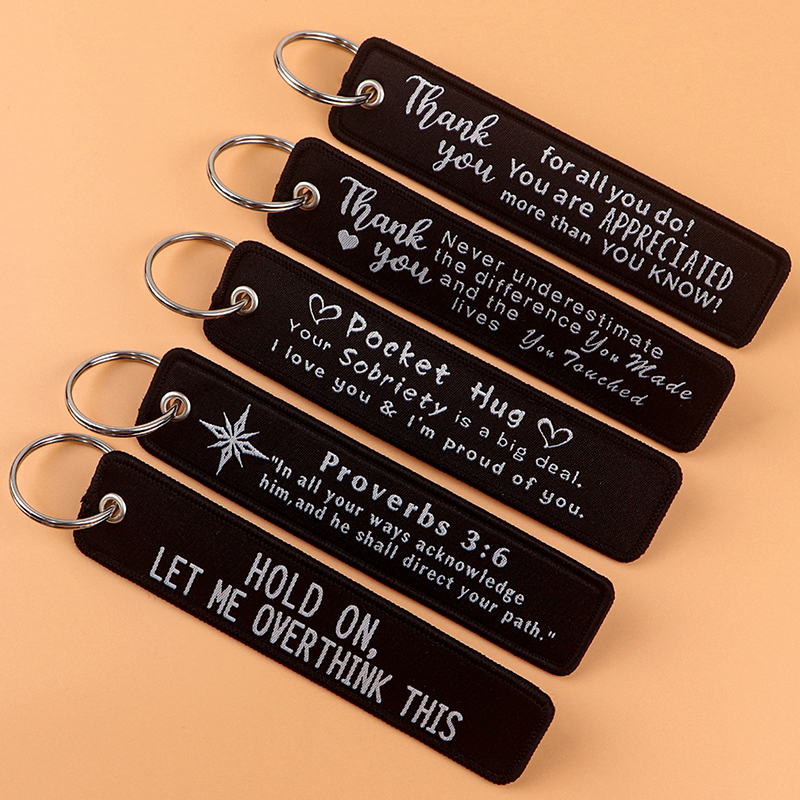 Thank you
for all you do!
You are APPRECIATED
more than YOU KNOW!
Thank you
Never underestimate
the difference You Made
and the
lives You Touched
Pocket Hug
Your Sobriety is a big deal.
I love you & I'm proud of you.
Proverbs 3:6
"In all your ways acknowledge
him,and he shall direct your path."
HOLD ON,
LET ME OVERTHINK THIS